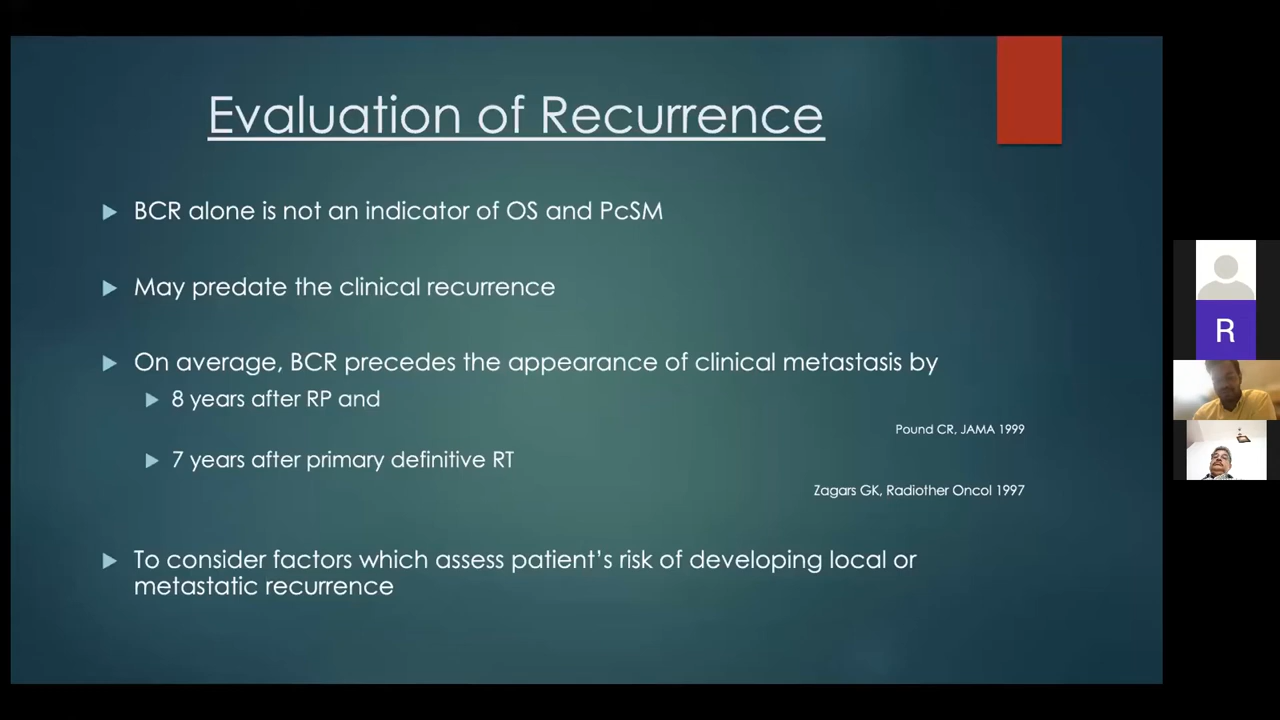 Evaluation of Recurrence
BCR alone is not an indicator of OS and PcSM
May predate the clinical recurrence
On average, BCR precedes the appearance of clinical metastasis by
8 years after RP and
Pound CR, JAMA 1999
7 years after primary definitive RT
Zagars GK, Radiother Oncol 1997
To consider factors which assess patient's risk of developing local or
metastatic recurrence
R